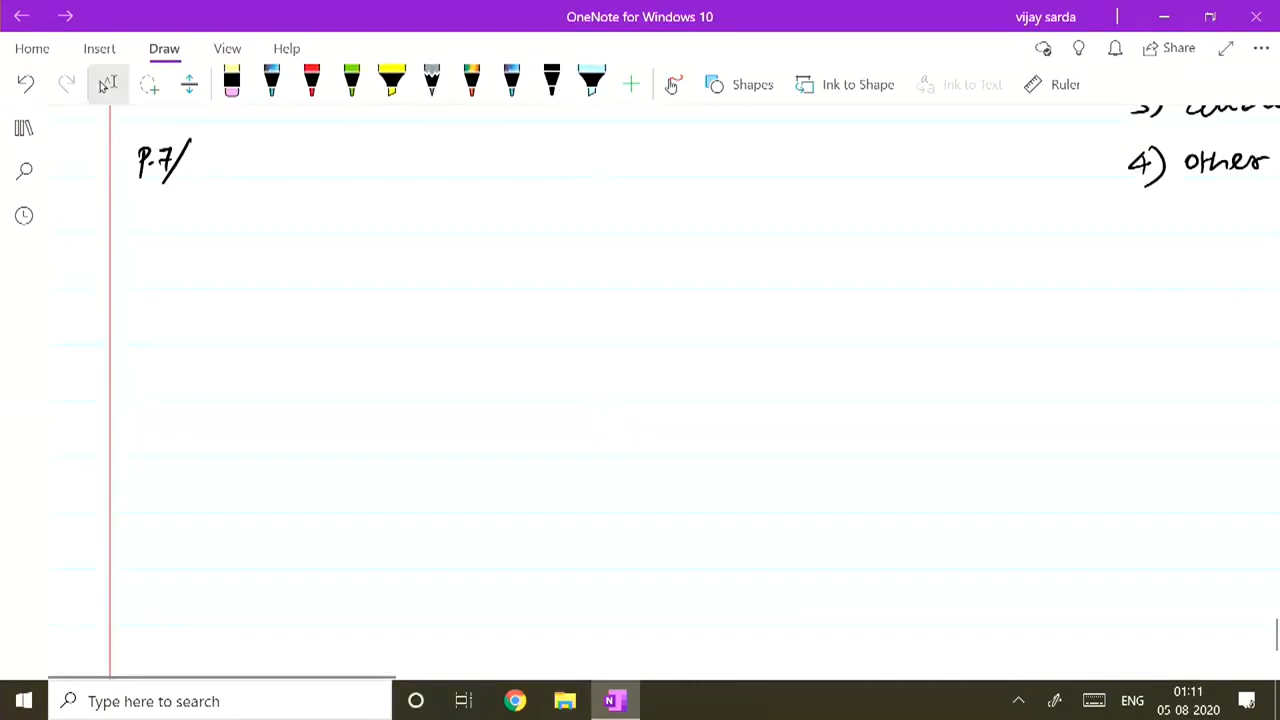 OneNote for Windows 10
vijay sarda
Home Insert Draw View Help
Share
Shapes
Ink to Shape
Ink to Text
Ruler
3)
P.7/
4) Other
Type here to search
ENG
01:11
05-08-2020